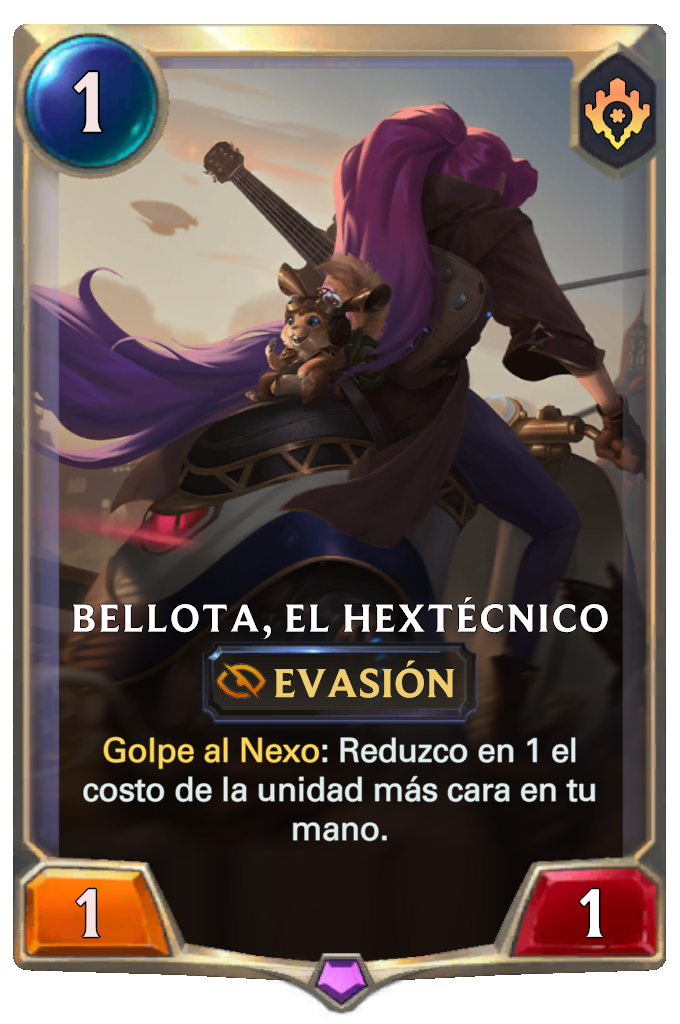 1
BELLOTA, EL HEXTÉCNICO
EVASIÓN
Golpe al Nexo: Reduzco en 1 el
costo de la unidad más cara en tu
mano.
1
1